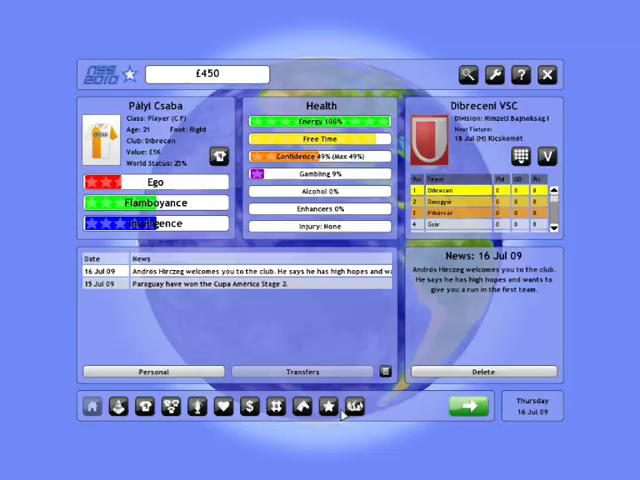 NSS 2010
£450
Pályi Csaba
Class: Player (C F)
Age: 21 Foot: Right
Club: Dibrecen
Value: £1K
World Status: 25%
Ego
Flamboyance
Intelligence
Health
Energy 100%
Free Time
Confidence 49% (Max 49%)
Gambling 9%
Alcohol 0%
Enhancers 0%
Injury: None
Dibreceni VSC
Division: Nimzeti Bajnoksag I
Next Fixture:
18 Jul (H) Kicskemét
Pos Team Pld GD Pts
1 Dibrecen 0 0 0
2 Dosgyör 0 0 0
3 Fihérvár 0 0 0
4 Goir 0 0 0
Date News
16 Jul 09 Andrós Hirczeg welcomes you to the club. He says he has high hopes and wa
15 Jul 09 Paraguay have won the Cupa América Stage 2.
Personal
Transfers
News: 16 Jul 09
Andrós Hirczeg welcomes you to the club.
He says he has high hopes and wants to
give you a run in the first team.
Delete
Thursday
16 Jul 09